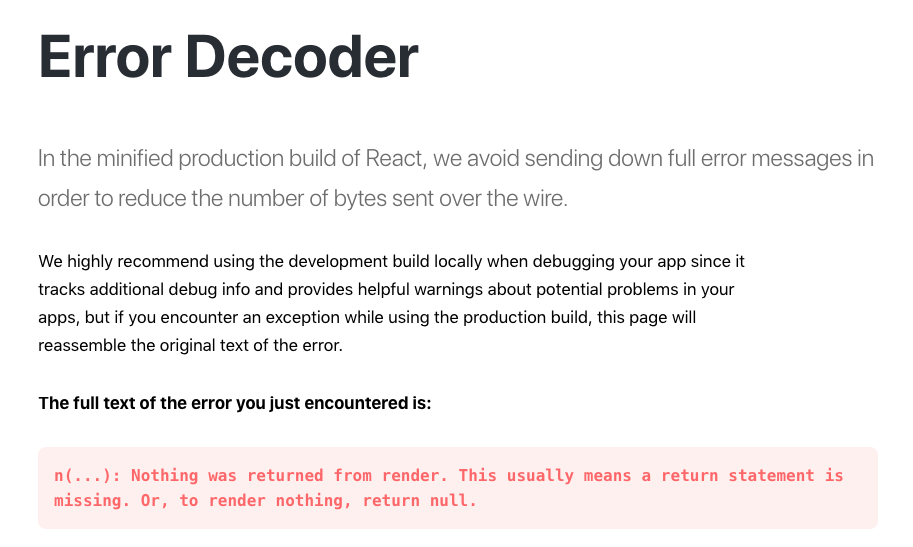 Error Decoder
In the minified production build of React, we avoid sending down full error messages in
order to reduce the number of bytes sent over the wire.
We highly recommend using the development build locally when debugging your app since it
tracks additional debug info and provides helpful warnings about potential problems in your
apps, but if you encounter an exception while using the production build, this page will
reassemble the original text of the error.
The full text of the error you just encountered is:
n(...): Nothing was returned from render. This usually means a return statement is
missing. Or, to render nothing, return null.